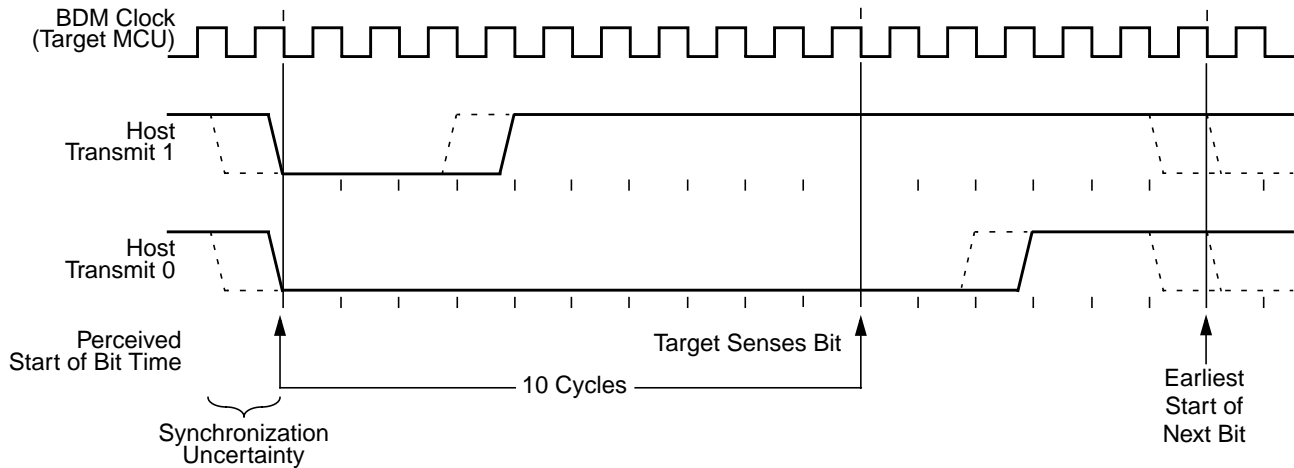 BDM Clock
(Target MCU)
Host
Transmit 1
Host
Transmit 0
Perceived
Start of Bit Time
Target Senses Bit
10 Cycles
Earliest
Start of
Next Bit
Synchronization
Uncertainty